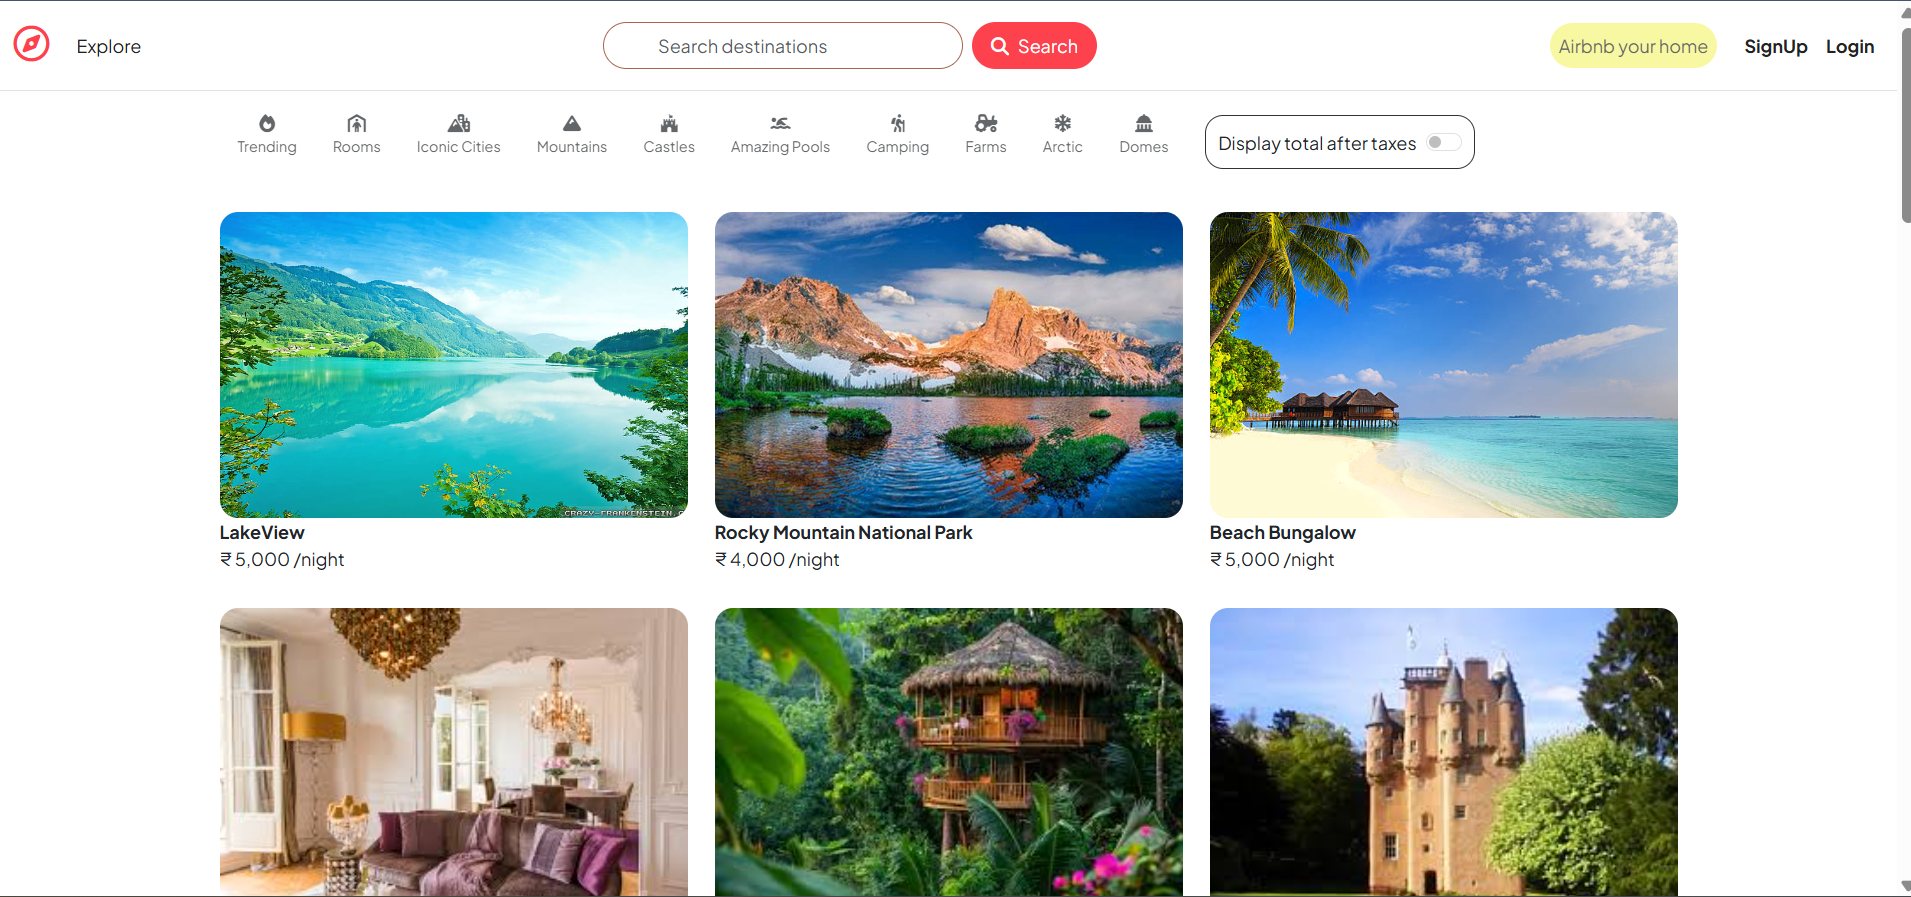 Explore
Search destinations
Search
Airbnb your home
SignUp
Login
Trending
Rooms
Iconic Cities
Mountains
Castles
Amazing Pools
Camping
Farms
Arctic
Domes
Display total after taxes
CRAZY-FRANKENSTEIN.C
LakeView
₹ 5,000 /night
Rocky Mountain National Park
₹ 4,000 /night
Beach Bungalow
₹ 5,000 /night